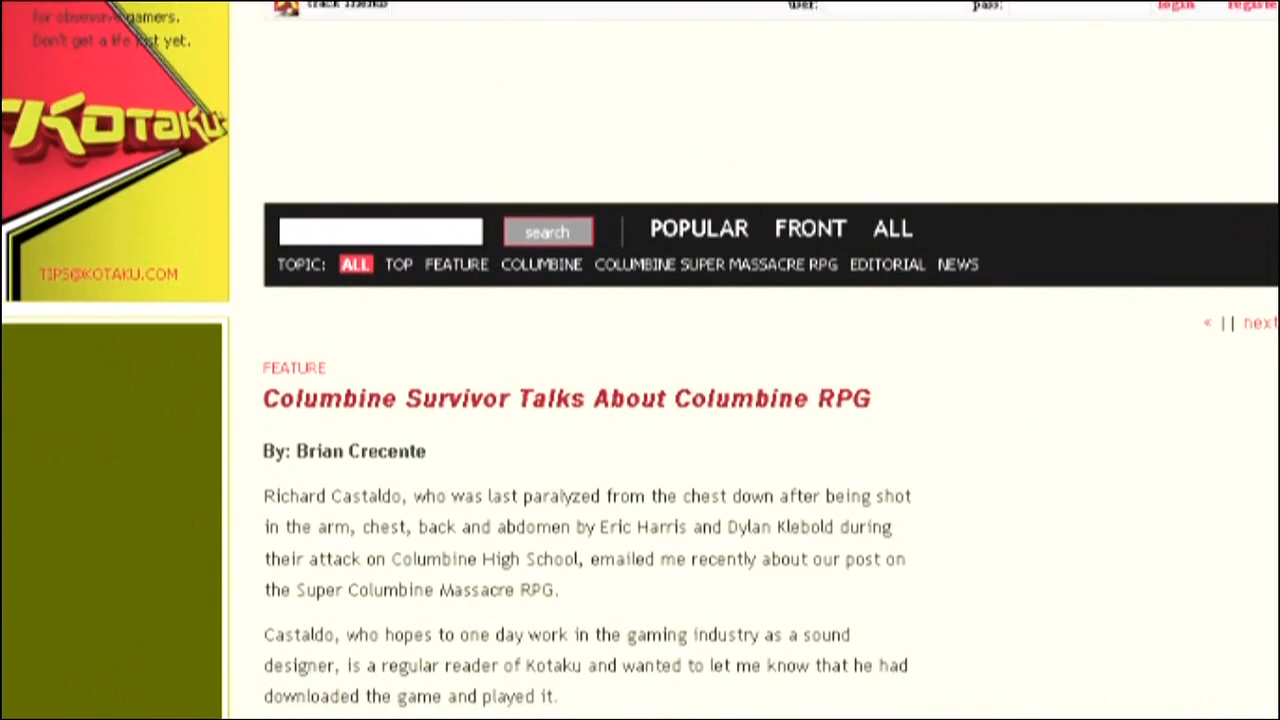 for obsessive gamers.
Don't get a life just yet.
KOTAKU
TIPS@KOTAKU.COM
track friends
user:
pass:
login
registe
search
POPULAR FRONT ALL
TOPIC: ALL TOP FEATURE COLUMBINE COLUMBINE SUPER MASSACRE RPG EDITORIAL NEWS
« || next
FEATURE
Columbine Survivor Talks About Columbine RPG
By: Brian Crecente
Richard Castaldo, who was last paralyzed from the chest down after being shot
in the arm, chest, back and abdomen by Eric Harris and Dylan Klebold during
their attack on Columbine High School, emailed me recently about our post on
the Super Columbine Massacre RPG.
Castaldo, who hopes to one day work in the gaming industry as a sound
designer, is a regular reader of Kotaku and wanted to let me know that he had
downloaded the game and played it.